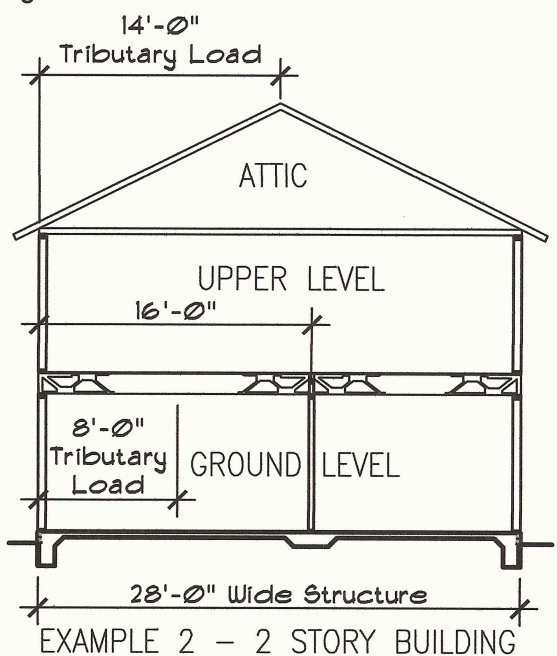 14'-0"
Tributary Load
ATTIC
UPPER LEVEL
16'-0"
8'-0"
Tributary
Load
GROUND LEVEL
28'-0" Wide Structure
EXAMPLE 2 – 2 STORY BUILDING